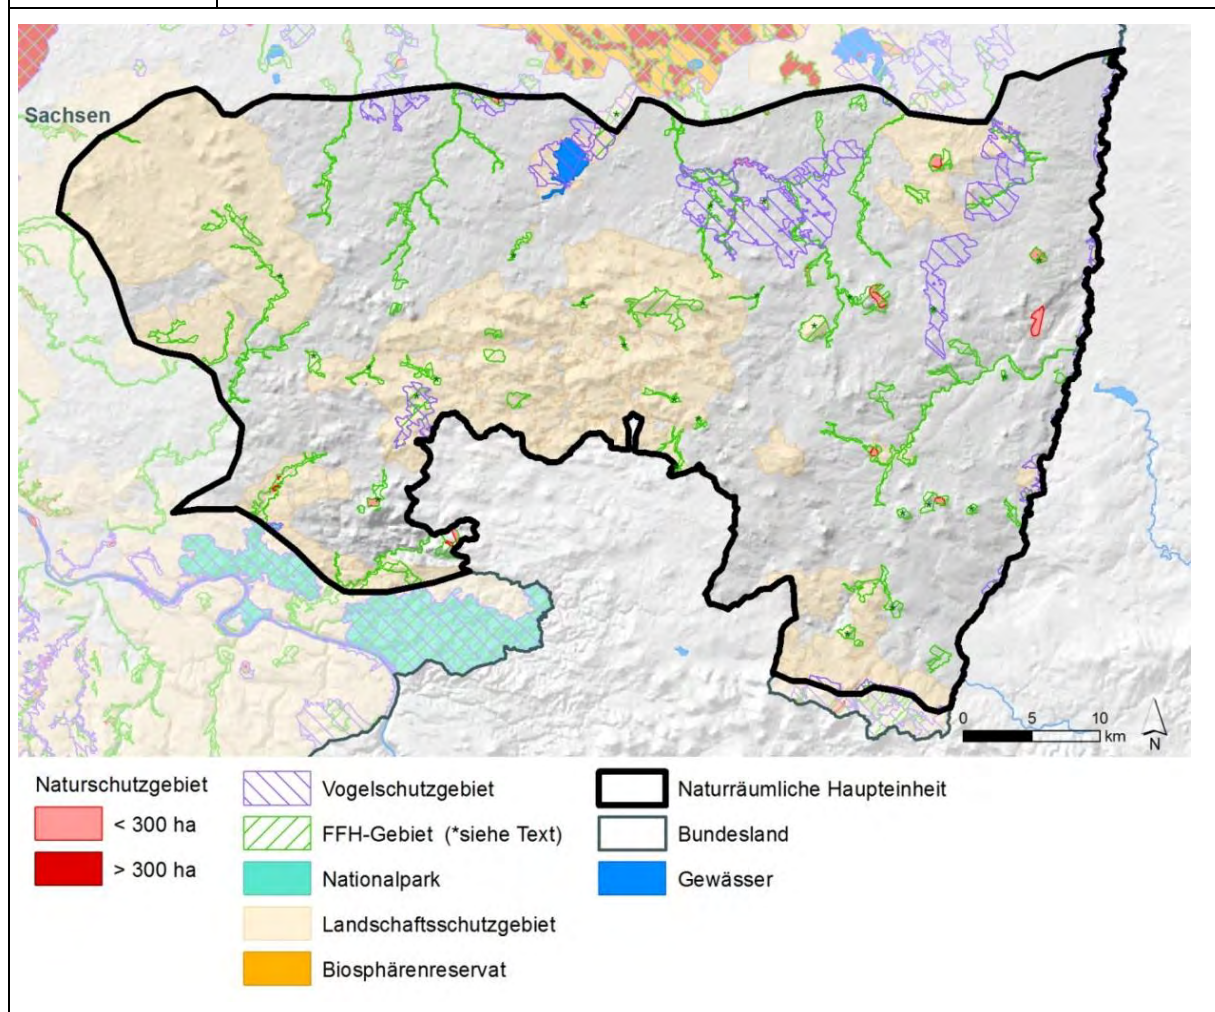 Sachsen
0 5 10
km
N
Naturschutzgebiet
< 300 ha
> 300 ha
Vogelschutzgebiet
FFH-Gebiet (*siehe Text)
Nationalpark
Landschaftsschutzgebiet
Biosphärenreservat
Naturräumliche Haupteinheit
Bundesland
Gewässer